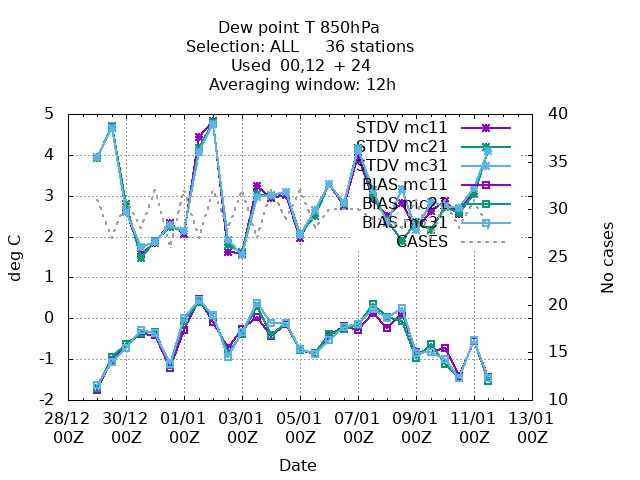 Dew point T 850hPa
Selection: ALL 36 stations
Used 00,12 + 24
Averaging window: 12h
deg C
5
4
3
2
1
0
-1
-2
STDV mc11
STDV mc21
STDV mc31
BIAS mc11
BIAS mc21
BIAS mc31
CASES
40
35
30
25
20
15
10
No cases
28/12 30/12 01/01 03/01 05/01 07/01 09/01 11/01 13/01
00Z 00Z 00Z 00Z 00Z 00Z 00Z 00Z 00Z
Date